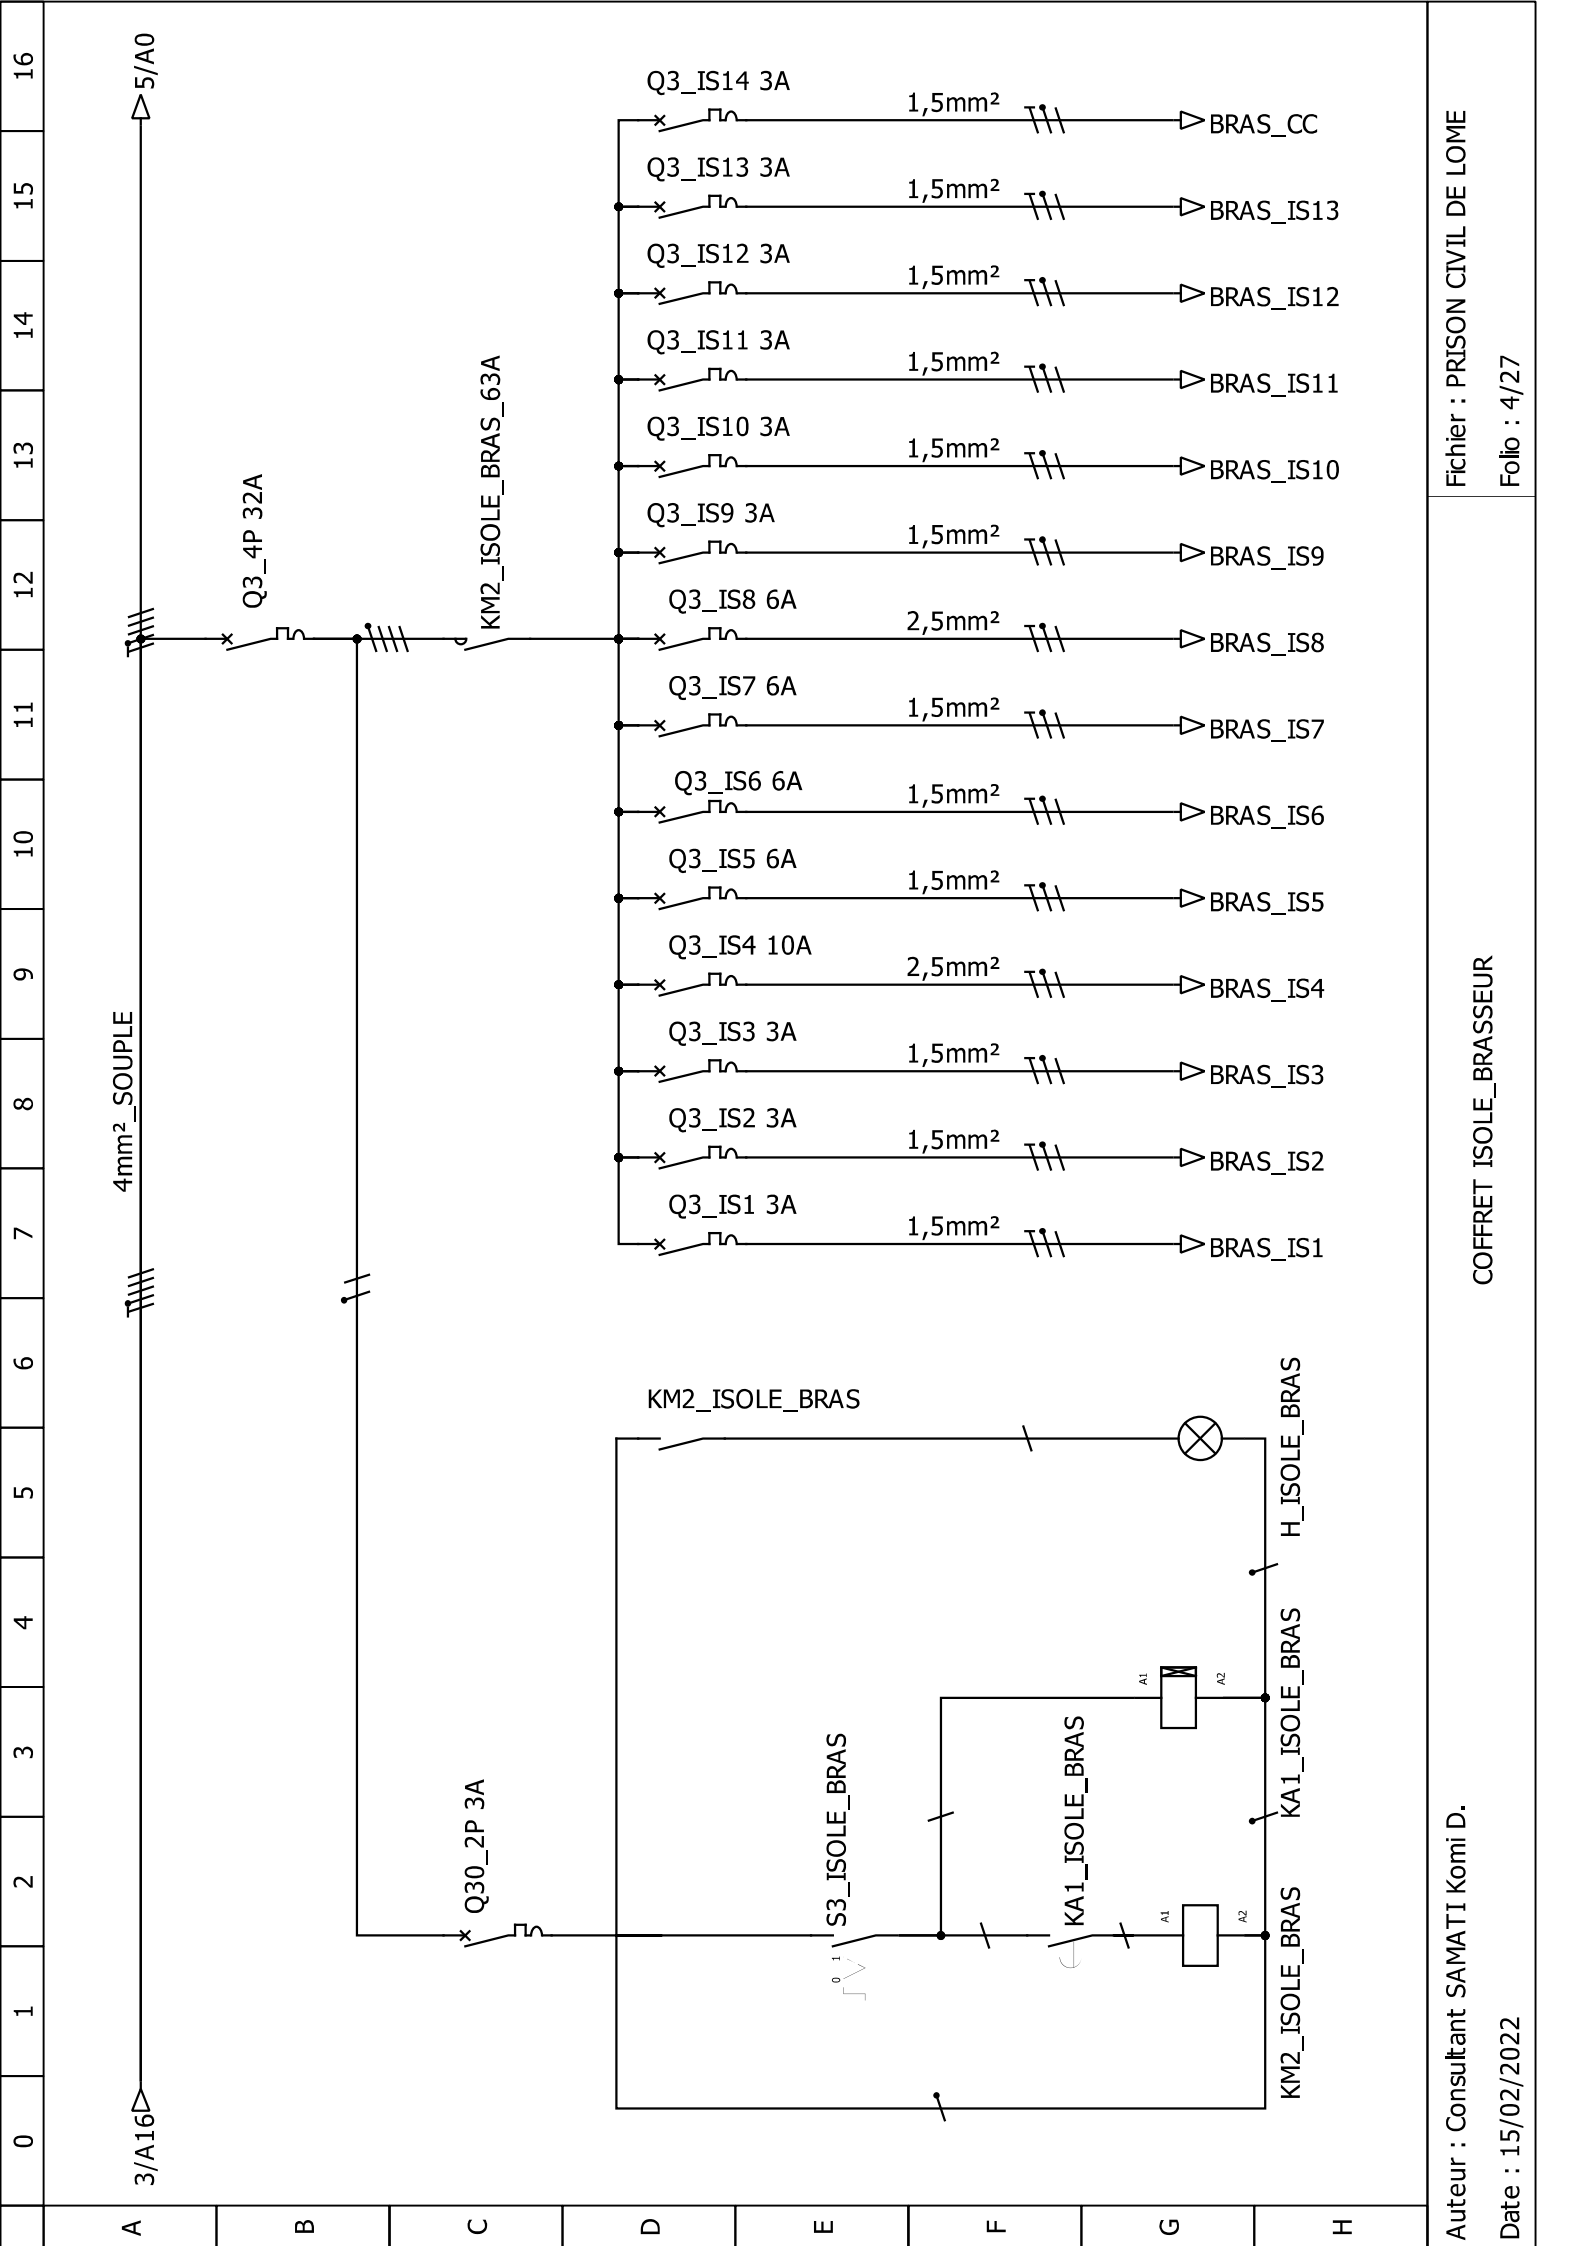 16
15
14
13
12
11
10
9
8
7
6
5
4
3
2
1
0
A
B
C
D
E
F
G
H
3/A16
4mm²_SOUPLE
5/A0
Q3_4P 32A
KM2_ISOLE_BRAS_63A
Q3_IS14 3A
1,5mm²
BRAS_CC
Q3_IS13 3A
1,5mm²
BRAS_IS13
Q3_IS12 3A
1,5mm²
BRAS_IS12
Q3_IS11 3A
1,5mm²
BRAS_IS11
Q3_IS10 3A
1,5mm²
BRAS_IS10
Q3_IS9 3A
1,5mm²
BRAS_IS9
Q3_IS8 6A
2,5mm²
BRAS_IS8
Q3_IS7 6A
1,5mm²
BRAS_IS7
Q3_IS6 6A
1,5mm²
BRAS_IS6
Q3_IS5 6A
1,5mm²
BRAS_IS5
Q3_IS4 10A
2,5mm²
BRAS_IS4
Q3_IS3 3A
1,5mm²
BRAS_IS3
Q3_IS2 3A
1,5mm²
BRAS_IS2
Q3_IS1 3A
1,5mm²
BRAS_IS1
KM2_ISOLE_BRAS
H_ISOLE_BRAS
Q30_2P 3A
S3_ISOLE_BRAS
0 1
KA1_ISOLE_BRAS
A1
A2
KA1_ISOLE_BRAS
A1
A2
KM2_ISOLE_BRAS
Auteur : Consultant SAMATI Komi D.
Date : 15/02/2022
COFFRET ISOLE_BRASSEUR
Fichier : PRISON CIVIL DE LOME
Folio : 4/27